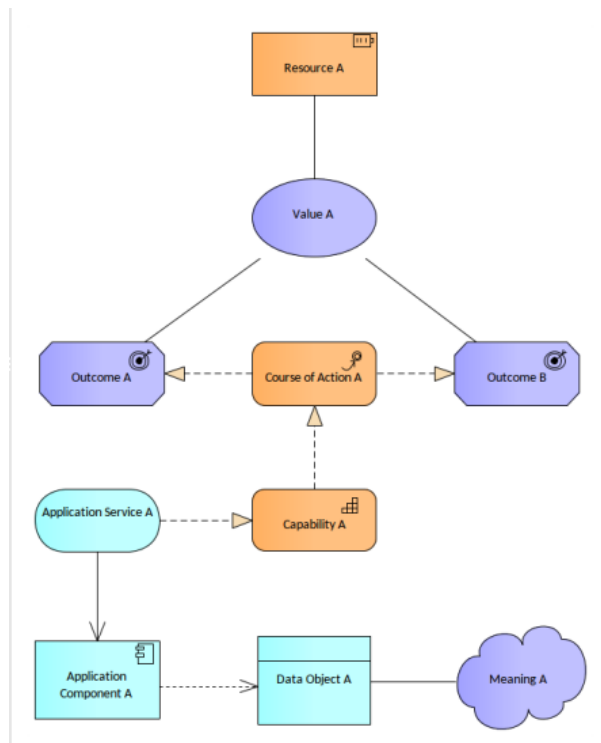 Resource A
Value A
Outcome A
Course of Action A
Outcome B
Application Service A
Capability A
Application
Component A
Data Object A
Meaning A